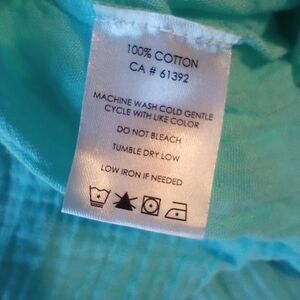 100% COTTON
CA # 61392
MACHINE WASH COLD GENTLE
CYCLE WITH LIKE COLOR
DO NOT BLEACH
TUMBLE DRY LOW
LOW IRON IF NEEDED